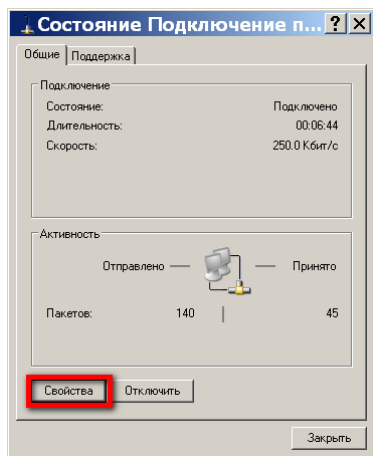 Состояние Подключение п...
Общие Поддержка
Подключение
Состояние: Подключено
Длительность: 00:06:44
Скорость: 250.0 Кбит/с
Активность
Отправлено — — Принято
Пакетов: 140 | 45
Свойства Отключить
Закрыть